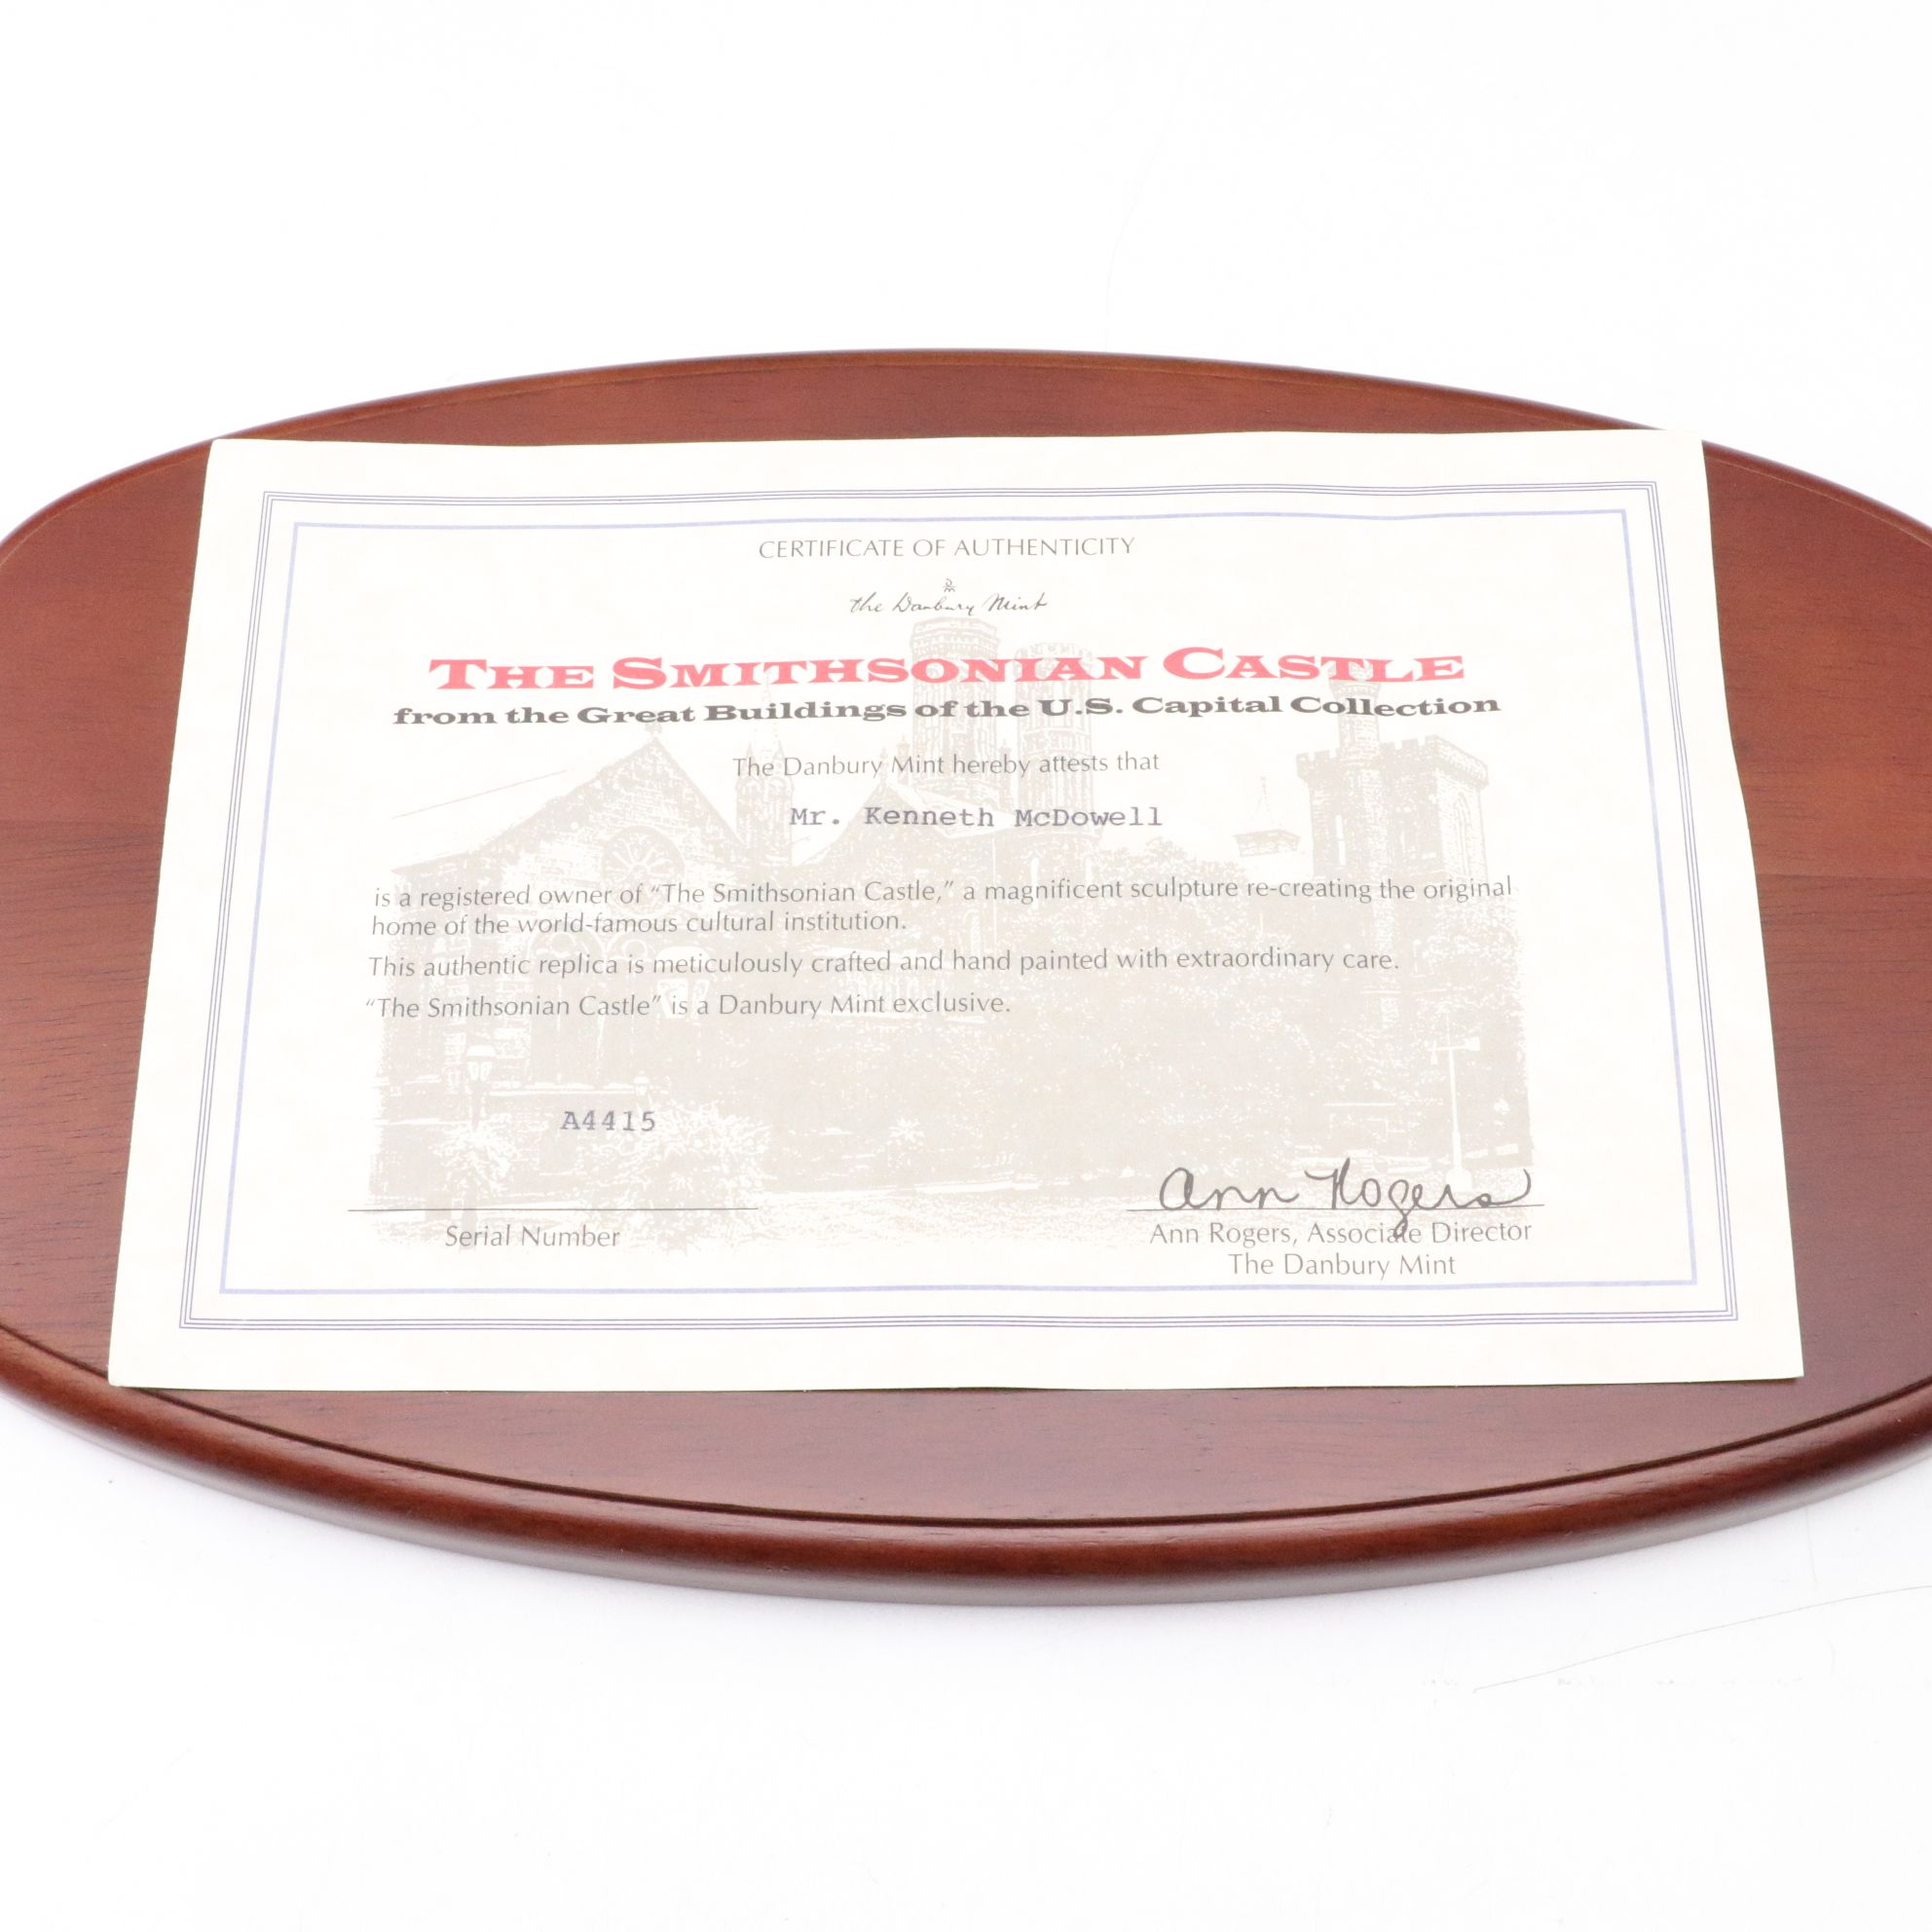 CERTIFICATE OF AUTHENTICITY
the Danbury Mint
THE SMITHSONIAN CASTLE
from the Great Buildings of the U.S. Capital Collection
The Danbury Mint hereby attests that
Mr. Kenneth McDowell
is a registered owner of “The Smithsonian Castle,” a magnificent sculpture re-creating the original
home of the world-famous cultural institution.
This authentic replica is meticulously crafted and hand painted with extraordinary care.
“The Smithsonian Castle” is a Danbury Mint exclusive.
A4415
Serial Number
Ann Rogers
Ann Rogers, Associate Director
The Danbury Mint